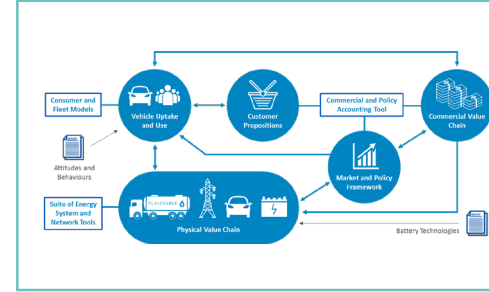 Consumer and
Fleet Models
Vehicle Uptake
and Use
Customer
Propositions
Commercial and Policy
Accounting Tool
Commercial Value
Chain
Attitudes and
Behaviours
Market and Policy
Framework
Suite of Energy
System and
Network Tools
FLAMMABLE
Physical Value Chain
Battery Technologies